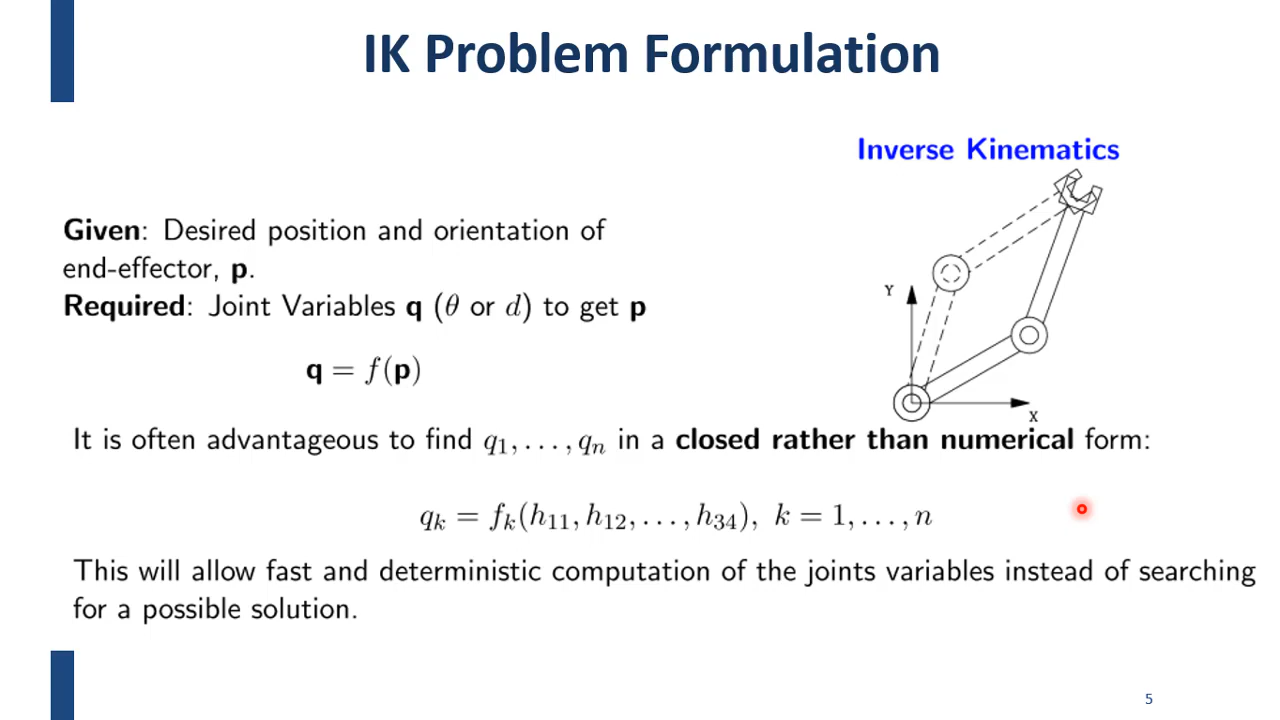 IK Problem Formulation
Inverse Kinematics
Given: Desired position and orientation of
end-effector, p.
Required: Joint Variables q (θ or d) to get p
q = f(p)
Y
X
It is often advantageous to find q₁, . . . , qₙ in a closed rather than numerical form:
qₖ = fₖ(h₁₁, h₁₂, . . . , h₃₄), k = 1, . . . , n
This will allow fast and deterministic computation of the joints variables instead of searching
for a possible solution.
5